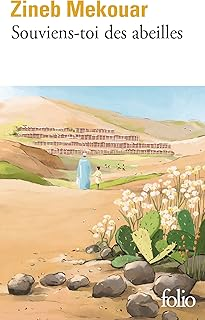 Zineb Mekouar
Souviens-toi des abeilles
folio